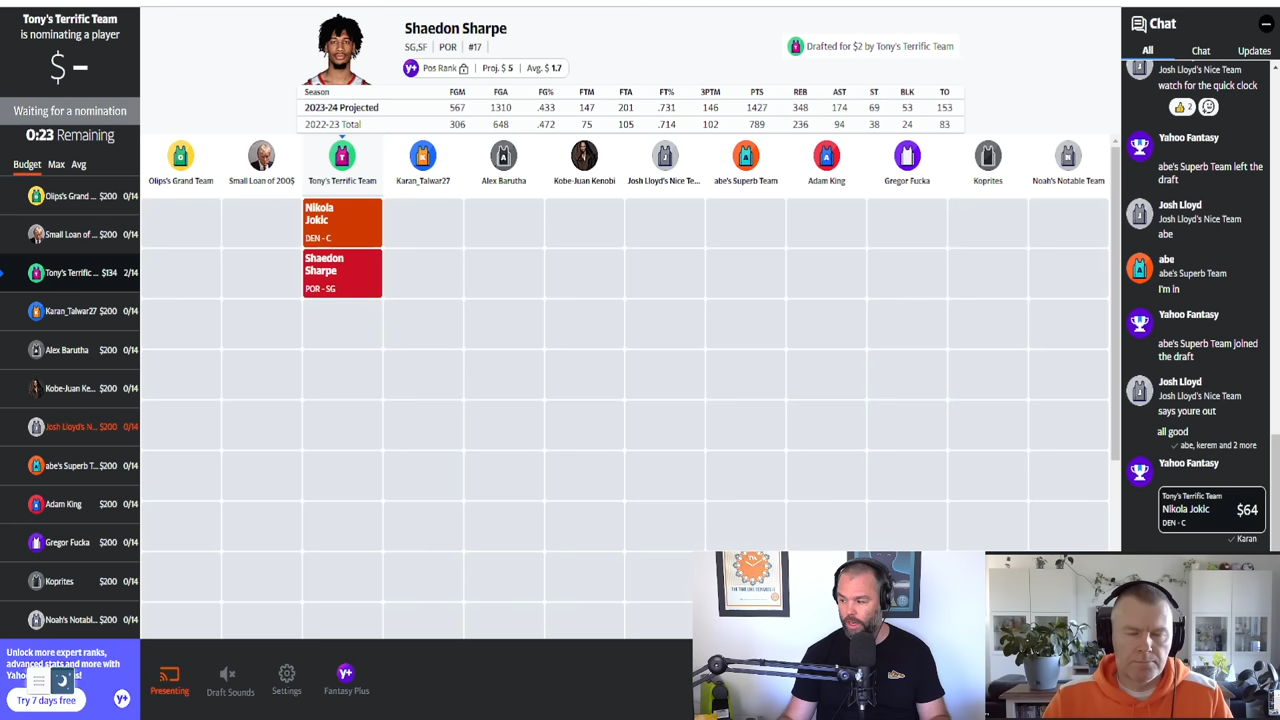 Tony's Terrific Team
is nominating a player
$ –
Waiting for a nomination
0:23 Remaining
Budget Max Avg
Olips's Grand ... $200 0/14
Small Loan of ... $200 0/14
Tony's Terrific ... $134 2/14
Karan_Talwar27 $200 0/14
Alex Barutha $200 0/14
Kobe-Juan Ke... $200 0/14
Josh Lloyd's N... $200 0/14
abe's Superb T... $200 0/14
Adam King $200 0/14
Gregor Fucka $200 0/14
Koprites $200 0/14
Noah's Notabl... $200 0/14
Unlock more expert ranks,
advanced stats and more with
Try 7 days free
y+
Shaedon Sharpe
SG,SF POR #17
y+ Pos Rank Proj. $ 5 Avg. $ 1.7
Drafted for $2 by Tony's Terrific Team
Season FGM FGA FG% FTM FTA FT% 3PTM PTS REB AST ST BLK TO
2023-24 Projected 567 1310 .433 147 201 .731 146 1427 348 174 69 53 153
2022-23 Total 306 648 .472 75 105 .714 102 789 236 94 38 24 83
Olips's Grand Team Small Loan of 200$ Tony's Terrific Team Karan_Talwar27 Alex Barutha Kobe-Juan Kenobi Josh Lloyd's Nice Te... abe's Superb Team Adam King Gregor Fucka Koprites Noah's Notable Team
Nikola
Jokic
DEN - C
Shaedon
Sharpe
POR - SG
Presenting
Draft Sounds
Settings
Fantasy Plus
Chat
All Chat Updates
Josh Lloyd's Nice Team
watch for the quick clock
2
Yahoo Fantasy
abe's Superb Team left the
draft
Josh Lloyd
Josh Lloyd's Nice Team
abe
abe
abe's Superb Team
I'm in
Yahoo Fantasy
abe's Superb Team joined
the draft
Josh Lloyd
Josh Lloyd's Nice Team
says youre out
all good
abe, kerem and 2 more
Yahoo Fantasy
Tony's Terrific Team
Nikola Jokic $64
DEN - C
Karan